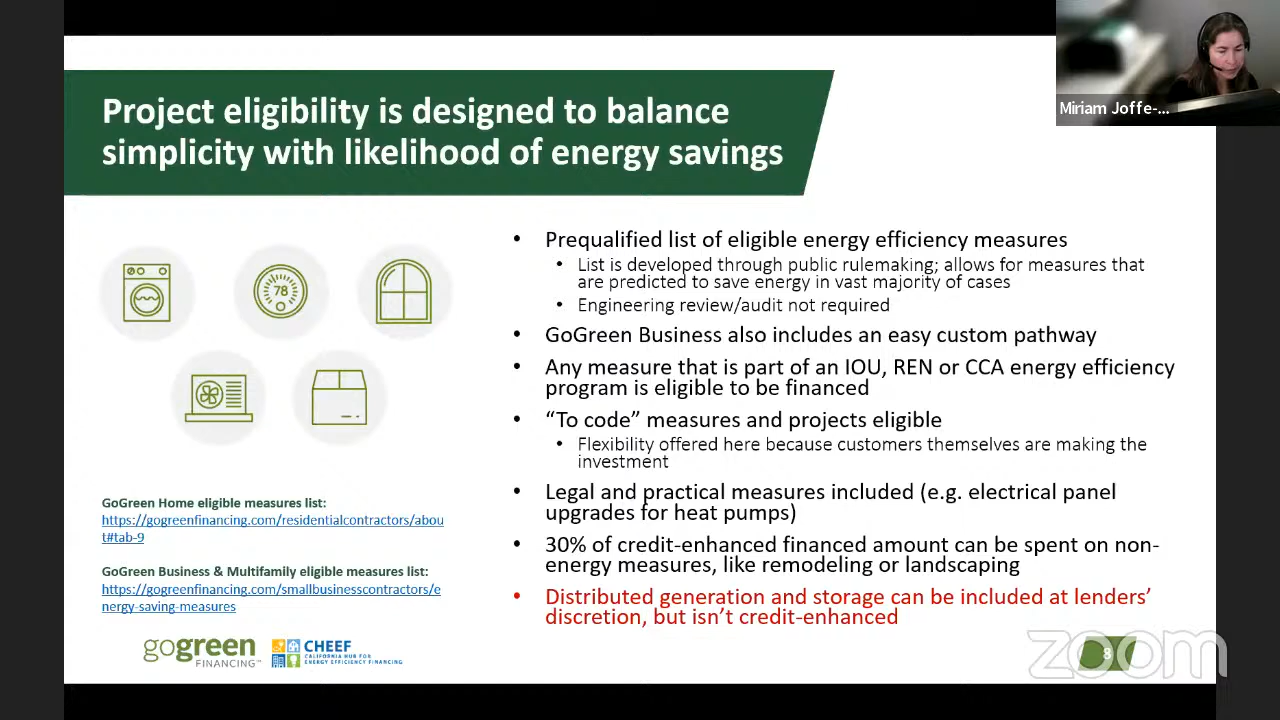 Miriam Joffe-...
Project eligibility is designed to balance
simplicity with likelihood of energy savings
78
• Prequalified list of eligible energy efficiency measures
• List is developed through public rulemaking; allows for measures that
are predicted to save energy in vast majority of cases
• Engineering review/audit not required
• GoGreen Business also includes an easy custom pathway
• Any measure that is part of an IOU, REN or CCA energy efficiency
program is eligible to be financed
• “To code” measures and projects eligible
• Flexibility offered here because customers themselves are making the
investment
• Legal and practical measures included (e.g. electrical panel
upgrades for heat pumps)
• 30% of credit-enhanced financed amount can be spent on non-
energy measures, like remodeling or landscaping
• Distributed generation and storage can be included at lenders’
discretion, but isn’t credit-enhanced
GoGreen Home eligible measures list:
https://gogreenfinancing.com/residentialcontractors/abou
t#tab-9
GoGreen Business & Multifamily eligible measures list:
https://gogreenfinancing.com/smallbusinesscontractors/e
nergy-saving-measures
gogreen
FINANCING™
CHEEF
CALIFORNIA HUB FOR
ENERGY EFFICIENCY FINANCING
8
zoom